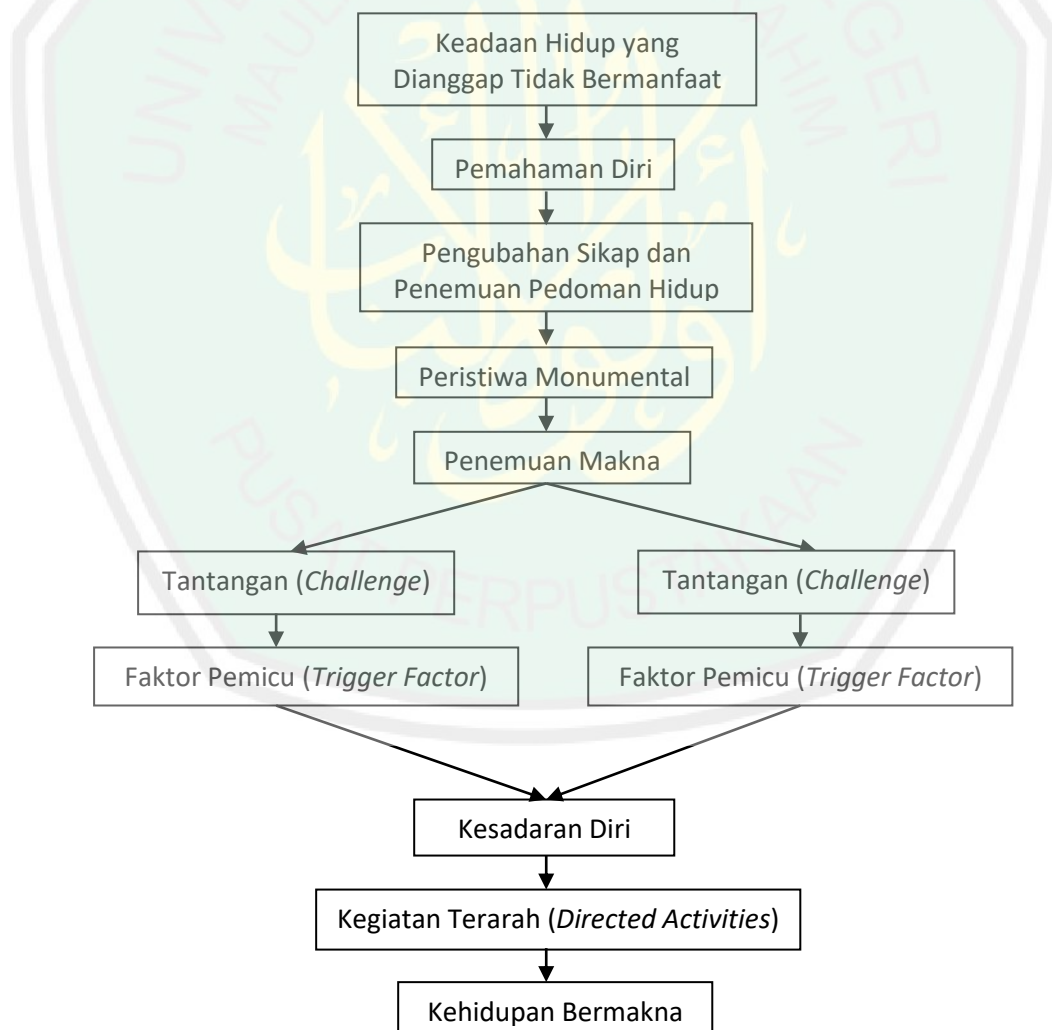 Keadaan Hidup yang
Dianggap Tidak Bermanfaat
Pemahaman Diri
Pengubahan Sikap dan
Penemuan Pedoman Hidup
Peristiwa Monumental
Penemuan Makna
Tantangan (Challenge)
Tantangan (Challenge)
Faktor Pemicu (Trigger Factor)
Faktor Pemicu (Trigger Factor)
Kesadaran Diri
Kegiatan Terarah (Directed Activities)
Kehidupan Bermakna
PUSAT PERPUSTAKAAN